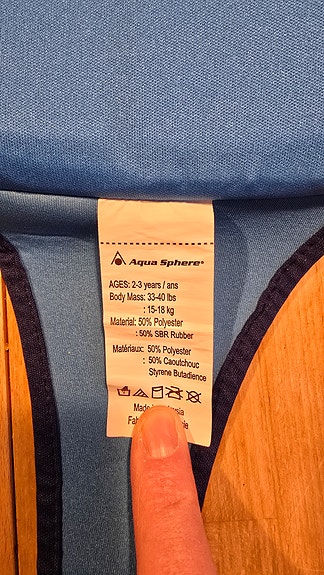 Aqua Sphere®
AGES: 2-3 years / ans
Body Mass: 33-40 lbs
: 15-18 kg
Material: 50% Polyester
: 50% SBR Rubber
Matériaux: 50% Polyester
: 50% Caoutchouc
Styrene Butadience